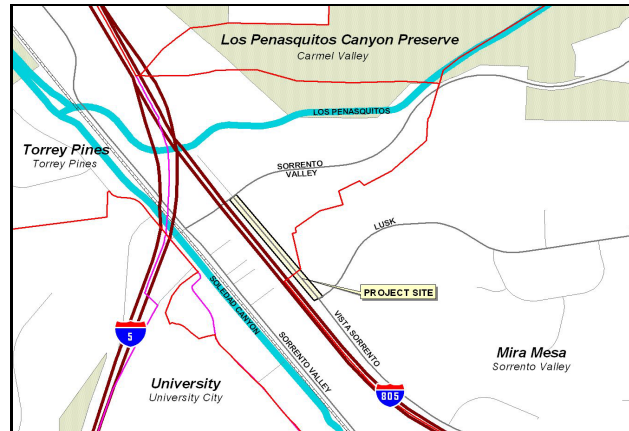 Los Penasquitos Canyon Preserve
Carmel Valley
LOS PENASQUITOS
Torrey Pines
Torrey Pines
SORRENTO
VALLEY
LUSK
PROJECT SITE
SOLEDAD CANYON
SORRENTO VALLEY
VISTA SORRENTO
5
Mira Mesa
Sorrento Valley
University
University City
805